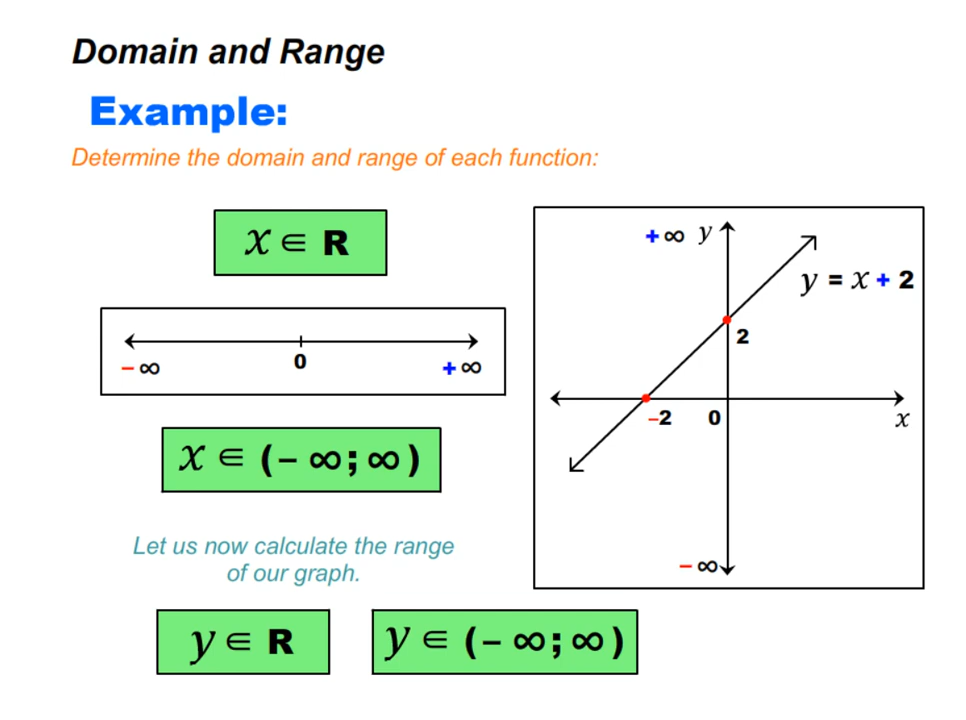 Domain and Range
Example:
Determine the domain and range of each function:
x ∈ R
− ∞ 0 + ∞
x ∈ (− ∞; ∞)
Let us now calculate the range
of our graph.
y ∈ R
y ∈ (− ∞; ∞)
+ ∞ y
y = x + 2
2
−2 0 x
− ∞